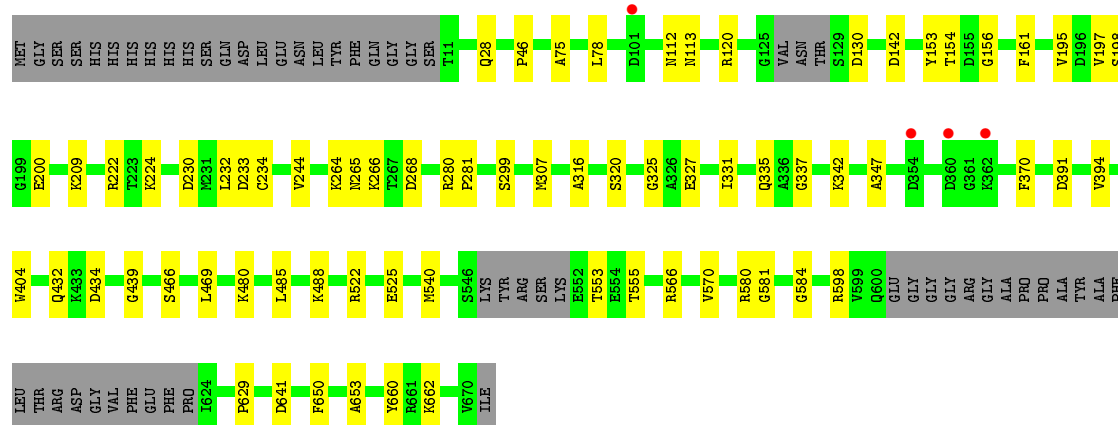 MET GLY SER SER HIS HIS HIS HIS HIS HIS SER GLN ASP LEU GLU ASN LEU TYR PHE GLN GLY GLY SER T11 Q28 P46 A75 L78 D101 N112 N113 R120 G125 VAL ASN THR S129 D130 D142 Y153 T154 D155 G156 F161 V195 D196 V197 S198
G199 E200 K209 R222 T223 K224 D230 M231 L232 D233 C234 V244 K264 N265 K266 T267 D268 R280 P281 S299 M307 A316 S320 G325 A326 E327 I331 Q335 A336 G337 K342 A347 D354 D360 G361 K362 F370 D391 V394
W404 Q432 K433 D434 G439 S466 L469 K480 L485 K488 R522 E525 M540 S546 LYS TYR ARG SER LYS E552 T553 E554 T555 R566 V570 R580 G581 G584 R598 V599 Q600 GLU GLY GLY GLY ARG GLY ALA PRO PRO ALA TYR ALA PHE
LEU THR ARG ASP GLY VAL PHE GLU PHE PRO I624 P629 D641 F650 A653 Y660 R661 K662 V670 ILE